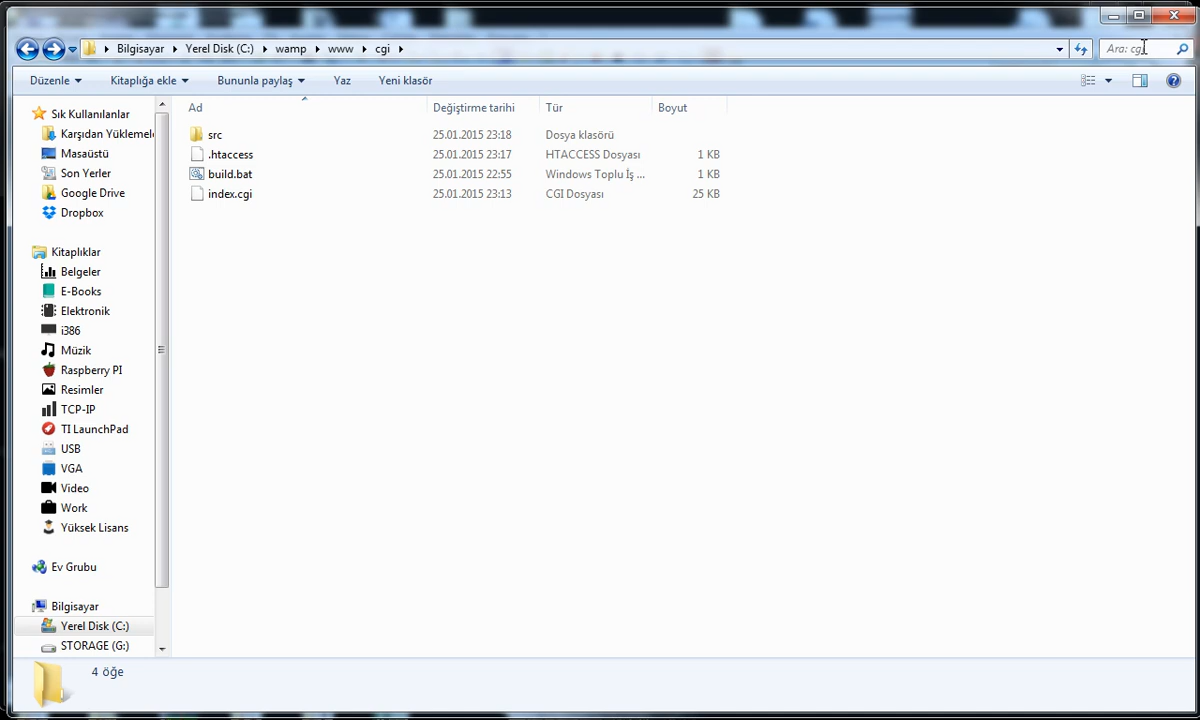 Bilgisayar Yerel Disk (C:) wamp www cgi
Ara: cgi
Düzenle Kitaplığa ekle Bununla paylaş Yaz Yeni klasör
Ad Değiştirme tarihi Tür Boyut
src 25.01.2015 23:18 Dosya klasörü
.htaccess 25.01.2015 23:17 HTACCESS Dosyası 1 KB
build.bat 25.01.2015 22:55 Windows Toplu İş ... 1 KB
index.cgi 25.01.2015 23:13 CGI Dosyası 25 KB
Sık Kullanılanlar
Karşıdan Yüklemele
Masaüstü
Son Yerler
Google Drive
Dropbox
Kitaplıklar
Belgeler
E-Books
Elektronik
i386
Müzik
Raspberry PI
Resimler
TCP-IP
TI LaunchPad
USB
VGA
Video
Work
Yüksek Lisans
Ev Grubu
Bilgisayar
Yerel Disk (C:)
STORAGE (G:)
4 öğe